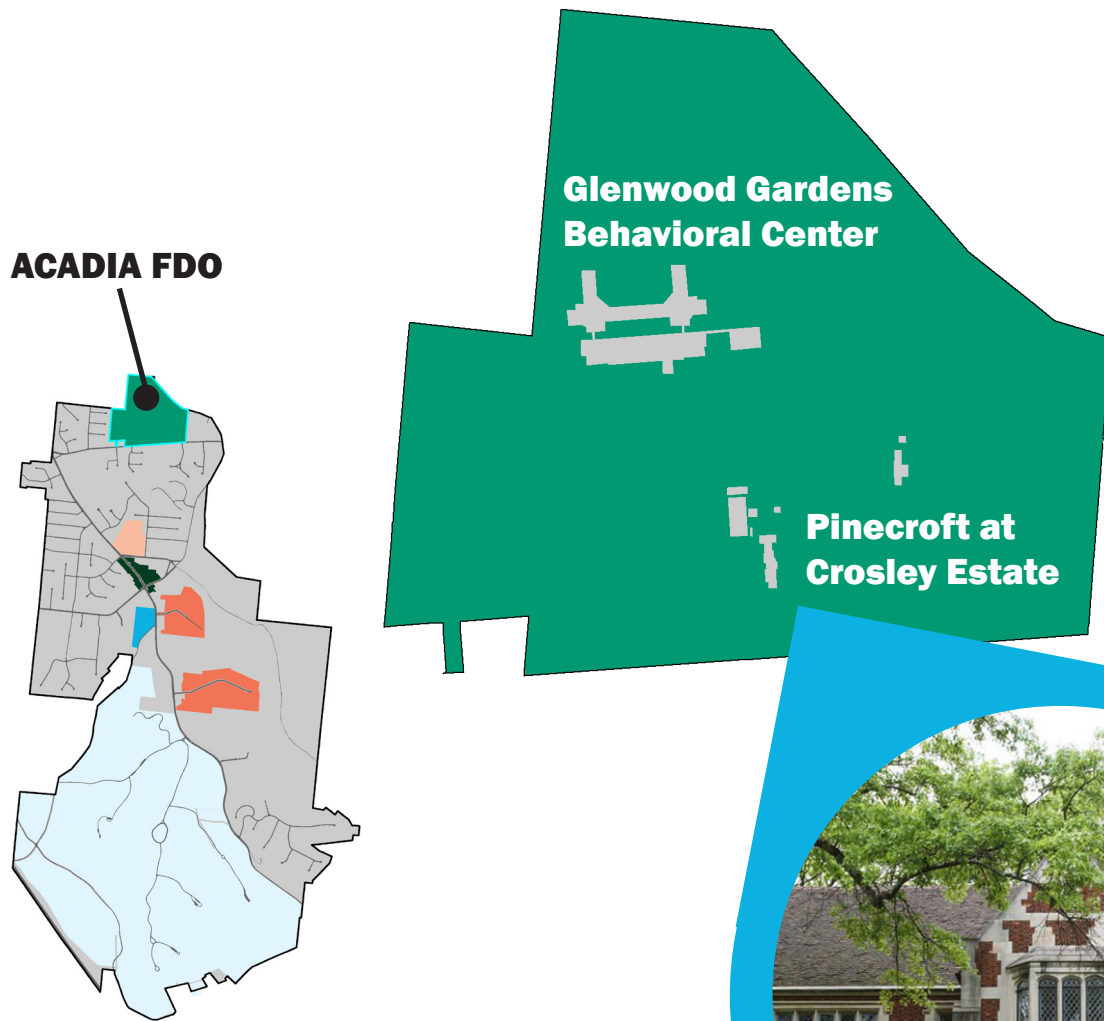 ACADIA FDO
Glenwood Gardens
Behavioral Center
Pinecroft at
Crosley Estate